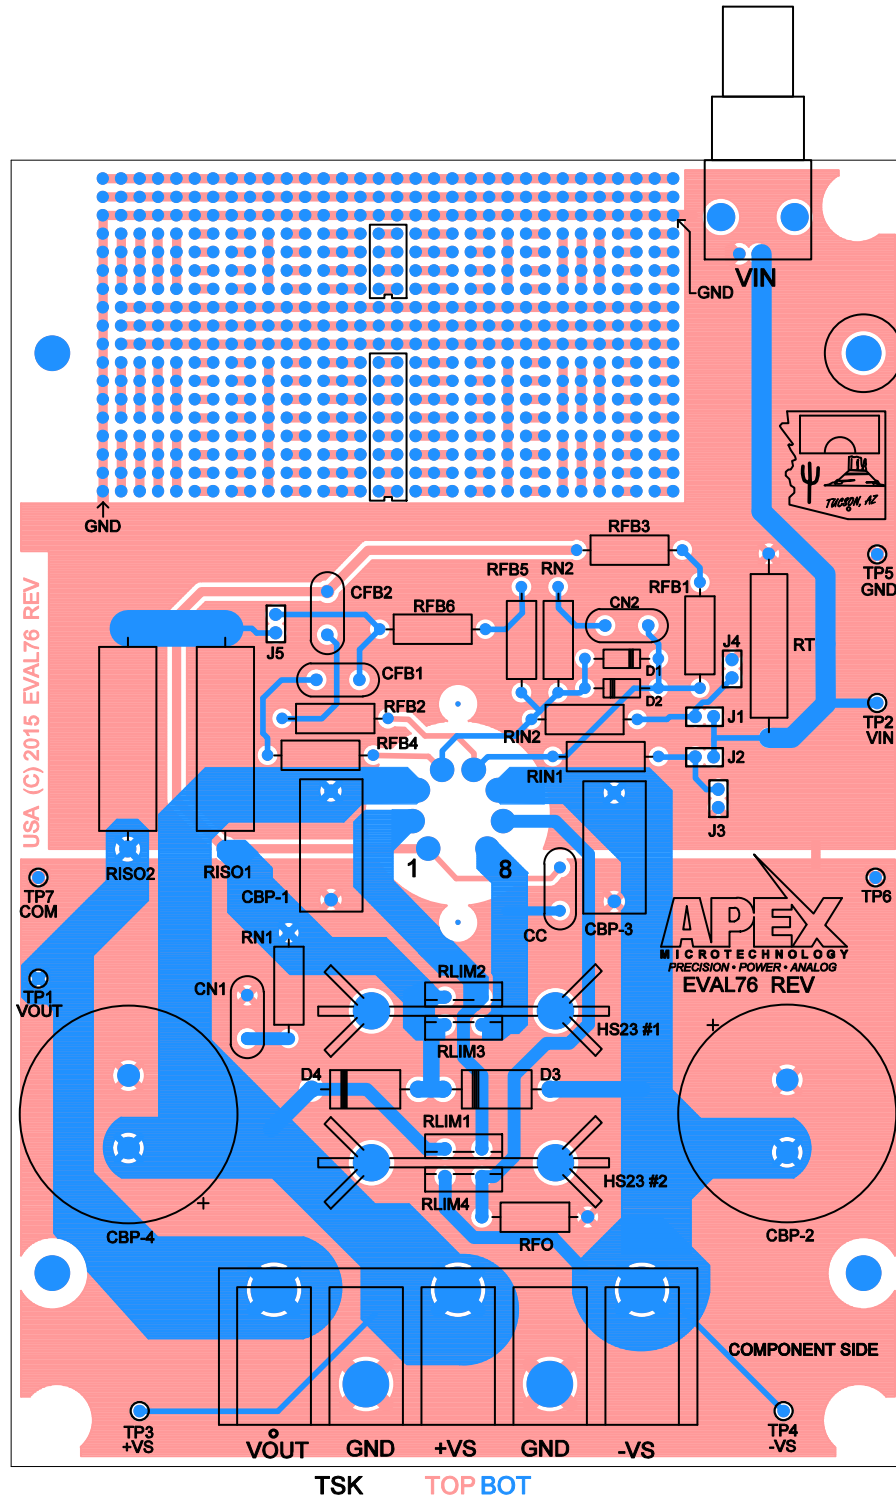 VIN
GND
TUCSON, AZ
GND
RFB3
RFB5
RN2
TP5
GND
CFB2
RFB1
RFB6
CN2
J4
RT
J5
D1
CFB1
D2
RFB2
J1
TP2
VIN
RIN2
RFB4
J2
RIN1
J3
USA (C) 2015 EVAL76 REV
1
8
RISO2
RISO1
TP7
COM
CBP-1
TP6
CC
CBP-3
APEX
MICROTECHNOLOGY
PRECISION • POWER • ANALOG
EVAL76 REV
RN1
RLIM2
CN1
TP1
VOUT
HS23 #1
RLIM3
D4
D3
RLIM1
HS23 #2
RLIM4
CBP-4
RFO
CBP-2
COMPONENT SIDE
TP3
+VS
TP4
-VS
VOUT GND +VS GND -VS
TSK TOP BOT